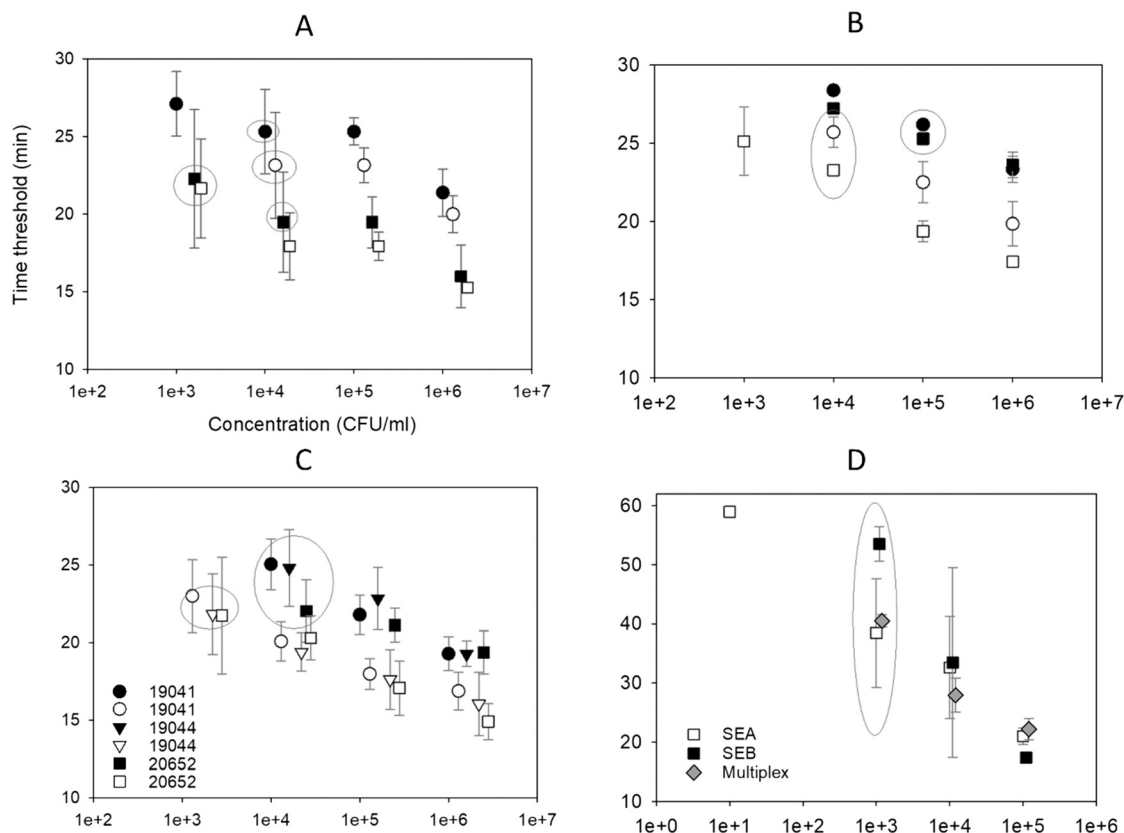 A
B
30
25
20
15
10
1e+2 1e+3 1e+4 1e+5 1e+6 1e+7
Time threshold (min)
Concentration (CFU/ml)
30
25
20
15
10
1e+2 1e+3 1e+4 1e+5 1e+6 1e+7
C
D
30
25
20
15
10
1e+2 1e+3 1e+4 1e+5 1e+6 1e+7
19041
19041
19044
19044
20652
20652
60
50
40
30
20
10
1e+0 1e+1 1e+2 1e+3 1e+4 1e+5 1e+6
SEA
SEB
Multiplex